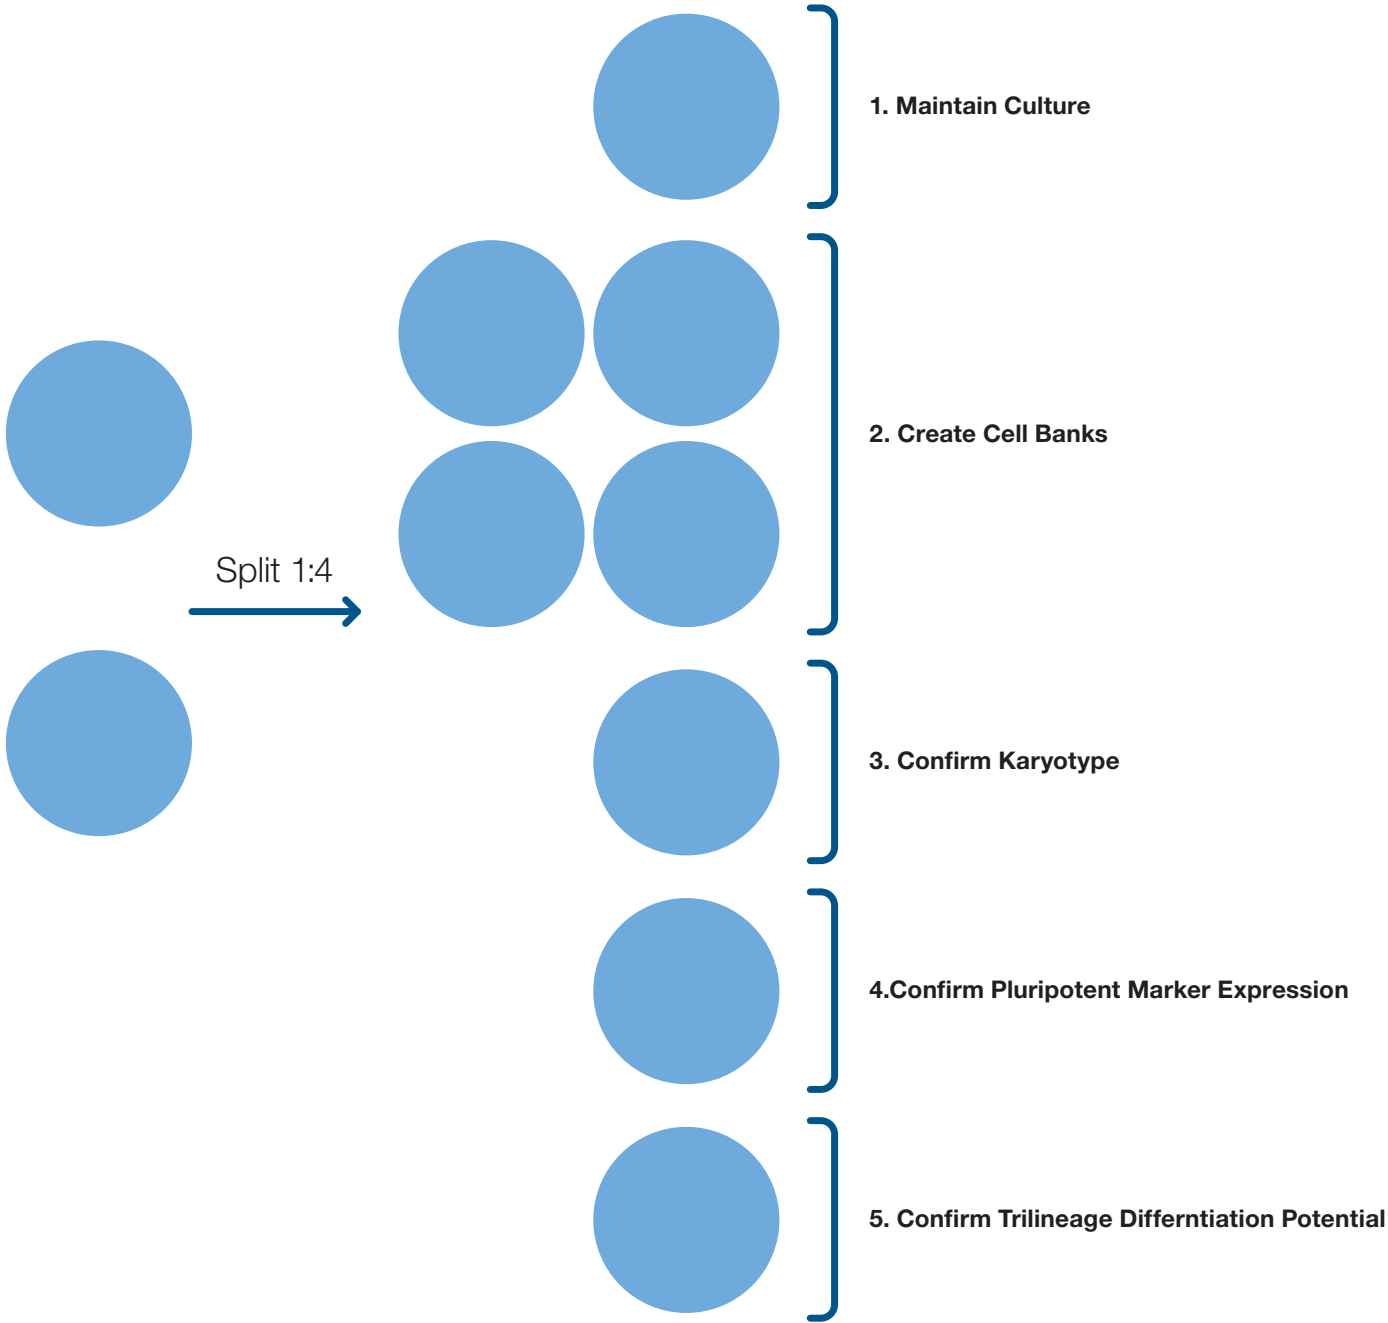 1. Maintain Culture
2. Create Cell Banks
Split 1:4
3. Confirm Karyotype
4.Confirm Pluripotent Marker Expression
5. Confirm Trilineage Differntiation Potential